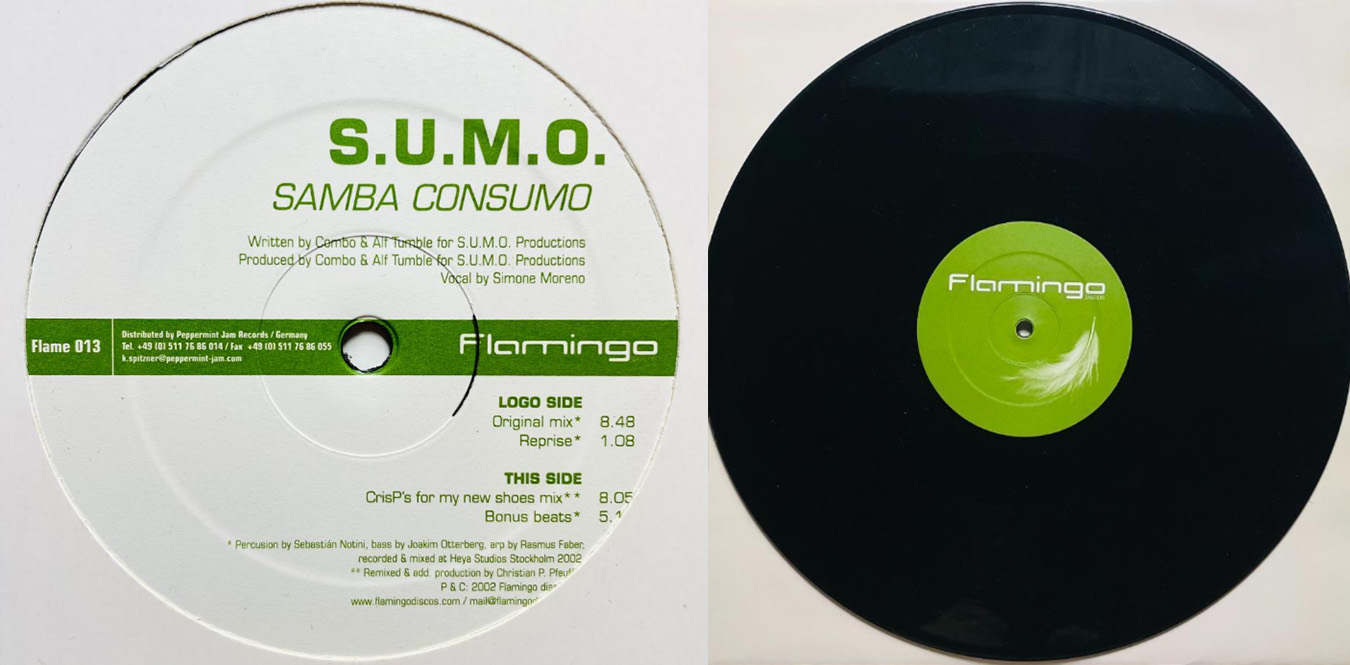 S.U.M.O.
SAMBA CONSUMO
Written by Combo & Alf Tumble for S.U.M.O. Productions
Produced by Combo & Alf Tumble for S.U.M.O. Productions
Vocal by Simone Moreno
Flame 013
Distributed by Peppermint Jam Records / Germany
Tel. +49 (0) 511 76 86 014 / Fax +49 (0) 511 76 86 055
k.spitzner@peppermint-jam.com
Flamingo
LOGO SIDE
Original mix* 8.48
Reprise* 1.08
THIS SIDE
CrisP's for my new shoes mix** 8.05
Bonus beats*
* Percusion by Sebastián Notini, bass by Joakim Otterberg, arp by Rasmus Faber,
recorded & mixed at Heya Studios Stockholm 2002
** Remixed & add. production by Christian P.
P & C: 2002 Flamingo
www.flamingodiscos.com /
Flamingo